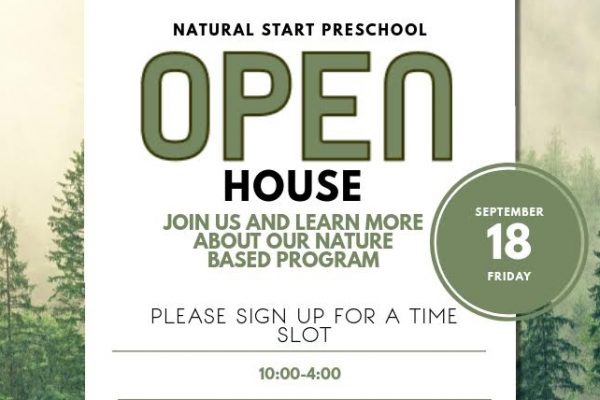 NATURAL START PRESCHOOL
OPEN
HOUSE
JOIN US AND LEARN MORE
ABOUT OUR NATURE
BASED PROGRAM
SEPTEMBER
18
FRIDAY
PLEASE SIGN UP FOR A TIME
SLOT
10:00-4:00